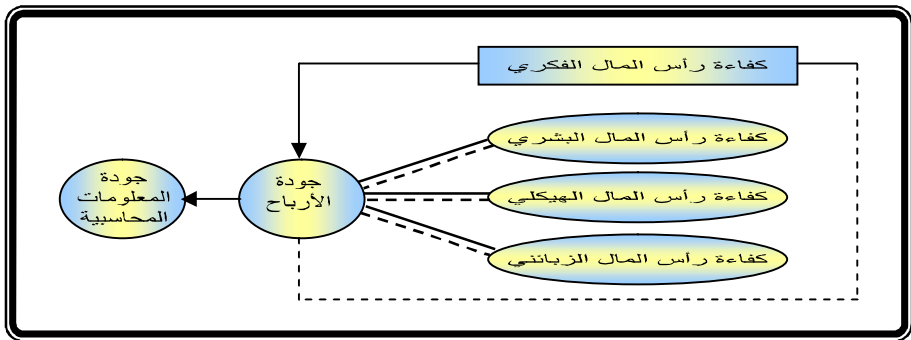 كفاءة رأس المال الفكري
كفاءة رأس المال البشري
كفاءة رأس المال الهيكلي
كفاءة رأس المال الزبائني
جودة
الأرباح
جودة
المعلومات
المحاسبية